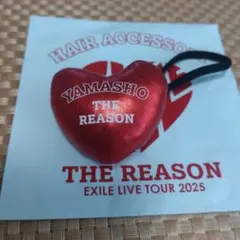 HAIR ACCESSO
YAMASHO
THE
REASON
THE REASON
EXILE LIVE TOUR 2025